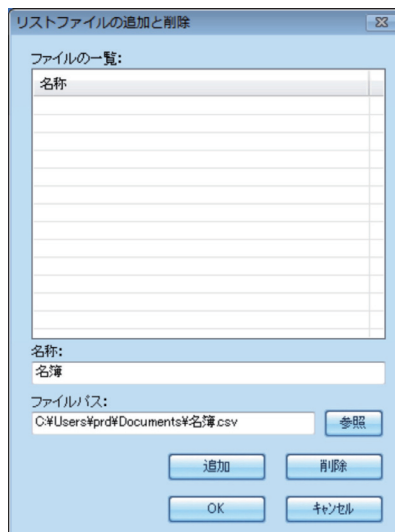 リストファイルの追加と削除
ファイルの一覧:
名称
名称:
名簿
ファイルパス:
C:¥Users¥prd¥Documents¥名簿.csv
参照
追加 削除
OK キャンセル